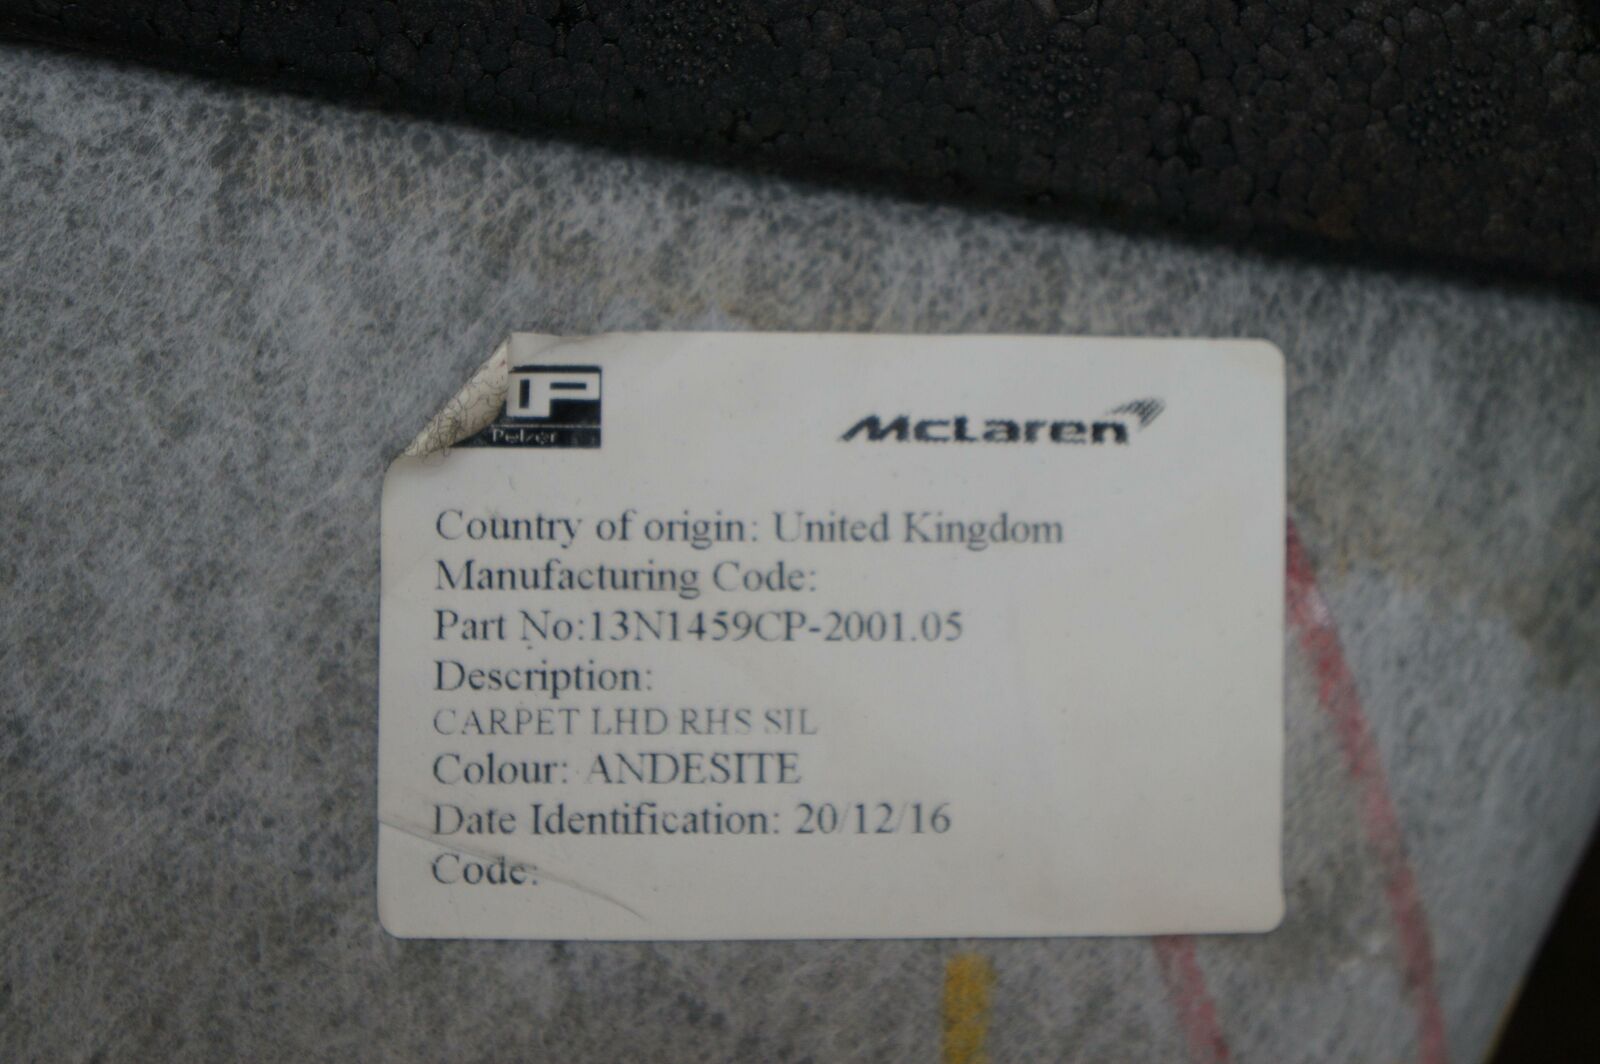 P
Pelzer
McLaren
Country of origin: United Kingdom
Manufacturing Code:
Part No:13N1459CP-2001.05
Description:
CARPET LHD RHS SIL
Colour: ANDESITE
Date Identification: 20/12/16
Code: